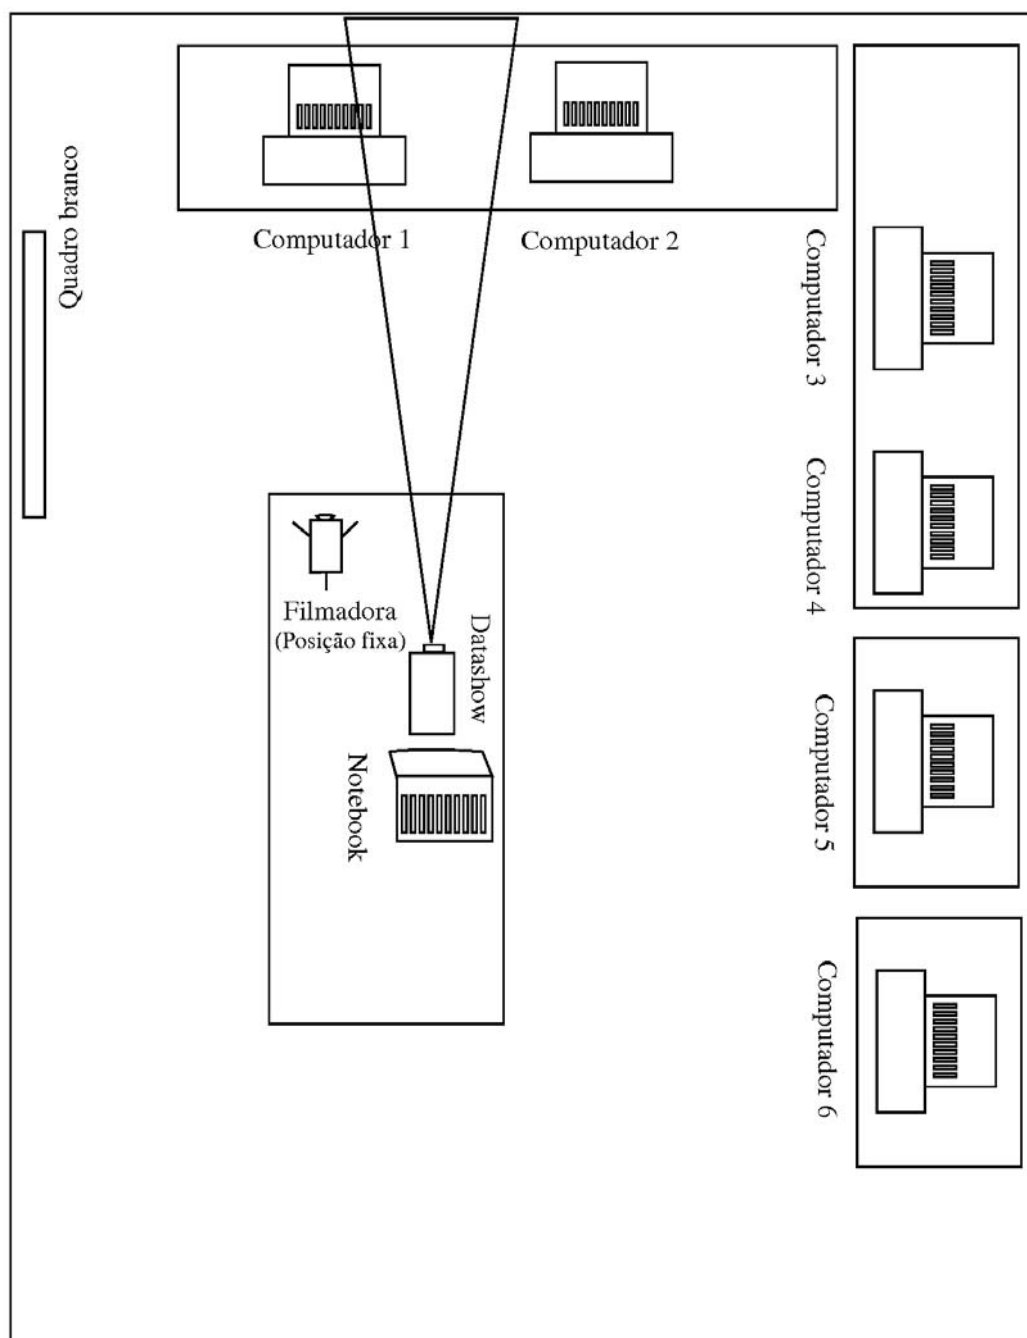 Quadro branco
Computador 1
Computador 2
Computador 3
Computador 4
Filmadora
(Posição fixa)
Datashow
Notebook
Computador 5
Computador 6